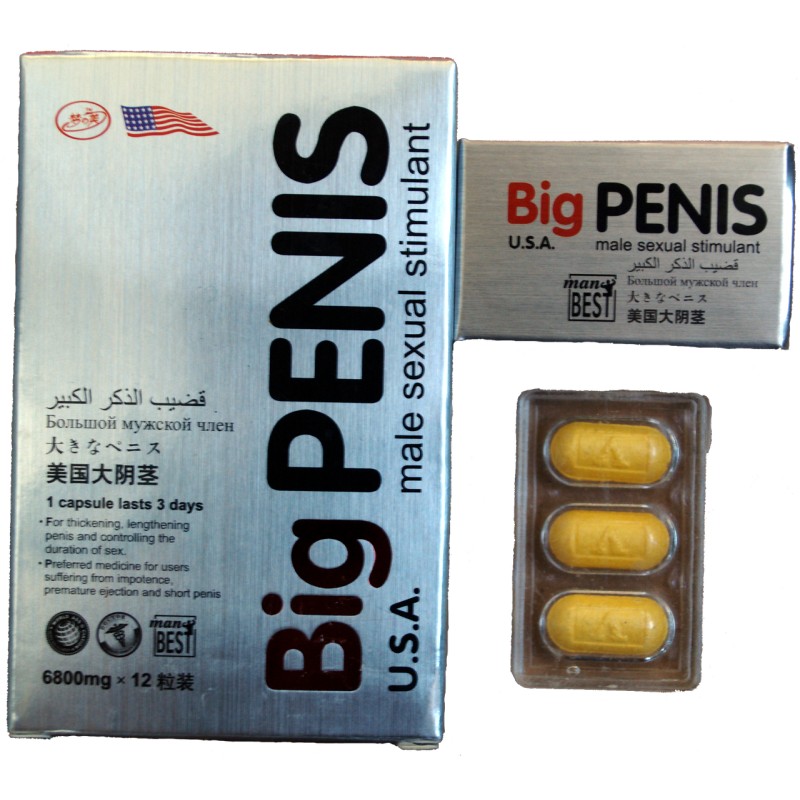 Big PENIS
U.S.A. male sexual stimulant
قضيب الذكر الكبير
Большой мужской член
大きなペニス
美国大阴茎
1 capsule lasts 3 days
· For thickening, lengthening
penis and controlling the
duration of sex.
· Preferred medicine for users
suffering from impotence,
premature ejection and short penis
man
BEST
6800mg × 12 粒装
Big PENIS
U.S.A. male sexual stimulant
قضيب الذكر الكبير
Большой мужской член
大きなペニス
美国大阴茎
man
BEST